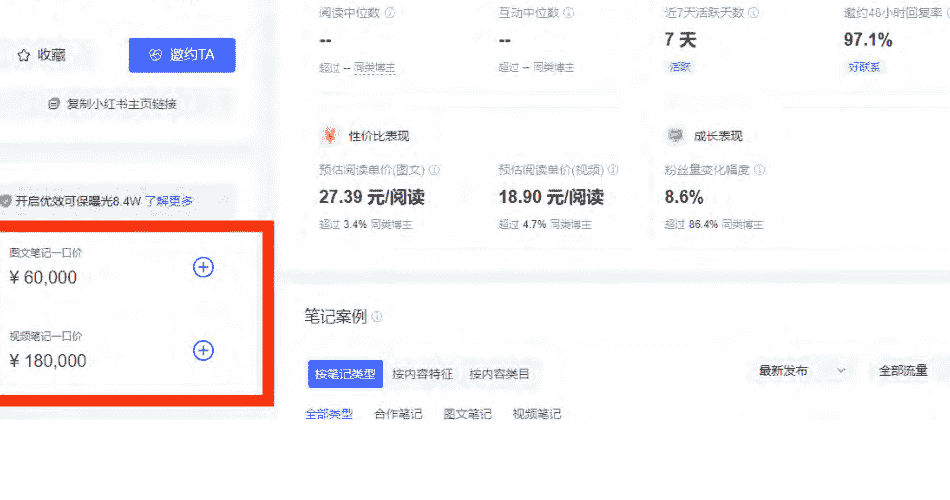 阅读中位数
互动中位数
近7天活跃天数
邀约48小时回复率
--
--
7 天
97.1%
超过 -- 同类博主
超过 -- 同类博主
活跃
好联系
收藏
邀约TA
复制小红书主页链接
性价比表现
成长表现
预估阅读单价(图文)
预估阅读单价(视频)
粉丝量变化幅度
27.39 元/阅读
18.90 元/阅读
8.6%
超过 3.4% 同类博主
超过 4.7% 同类博主
超过 86.4% 同类博主
开启优效可保曝光8.4W 了解更多
图文笔记一口价
¥ 60,000
视频笔记一口价
¥ 180,000
笔记案例
按笔记类型
按内容特征
按内容类目
最新发布
全部流量
全部类型
合作笔记
图文笔记
视频笔记